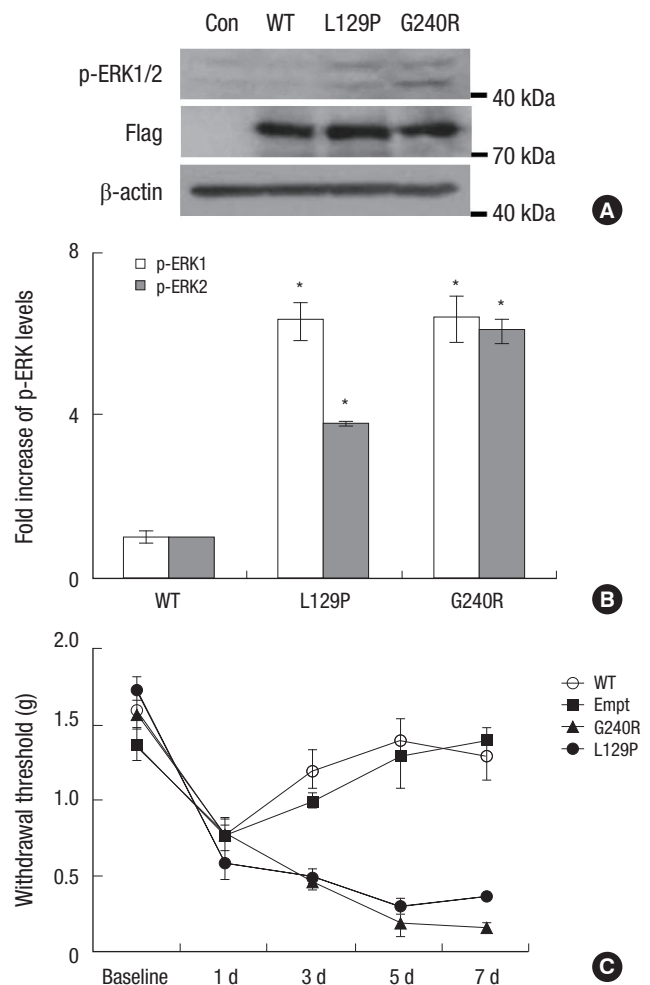 Con WT L129P G240R
p-ERK1/2
40 kDa
Flag
70 kDa
β-actin
40 kDa
A
8
4
0
Fold increase of p-ERK levels
p-ERK1
p-ERK2
*
*
*
*
WT L129P G240R
B
2.0
1.5
1.0
0.5
0
Withdrawal threshold (g)
WT
Empt
G240R
L129P
Baseline 1 d 3 d 5 d 7 d
C